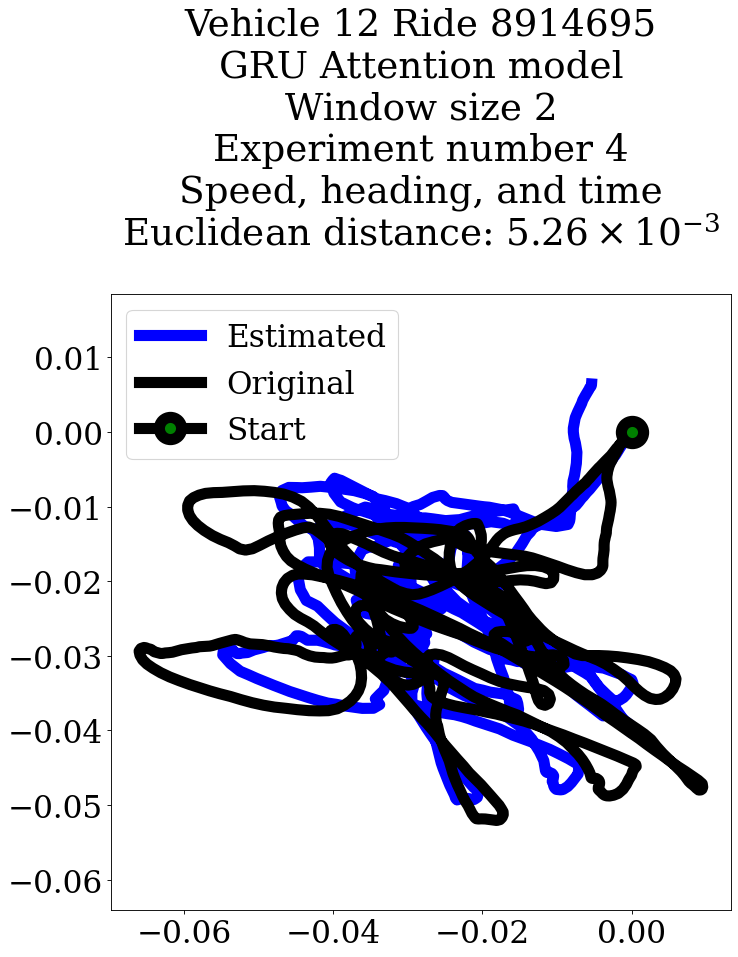 Vehicle 12 Ride 8914695
GRU Attention model
Window size 2
Experiment number 4
Speed, heading, and time
Euclidean distance: 5.26 × 10⁻³
Estimated
Original
Start
0.01
0.00
−0.01
−0.02
−0.03
−0.04
−0.05
−0.06
−0.06 −0.04 −0.02 0.00